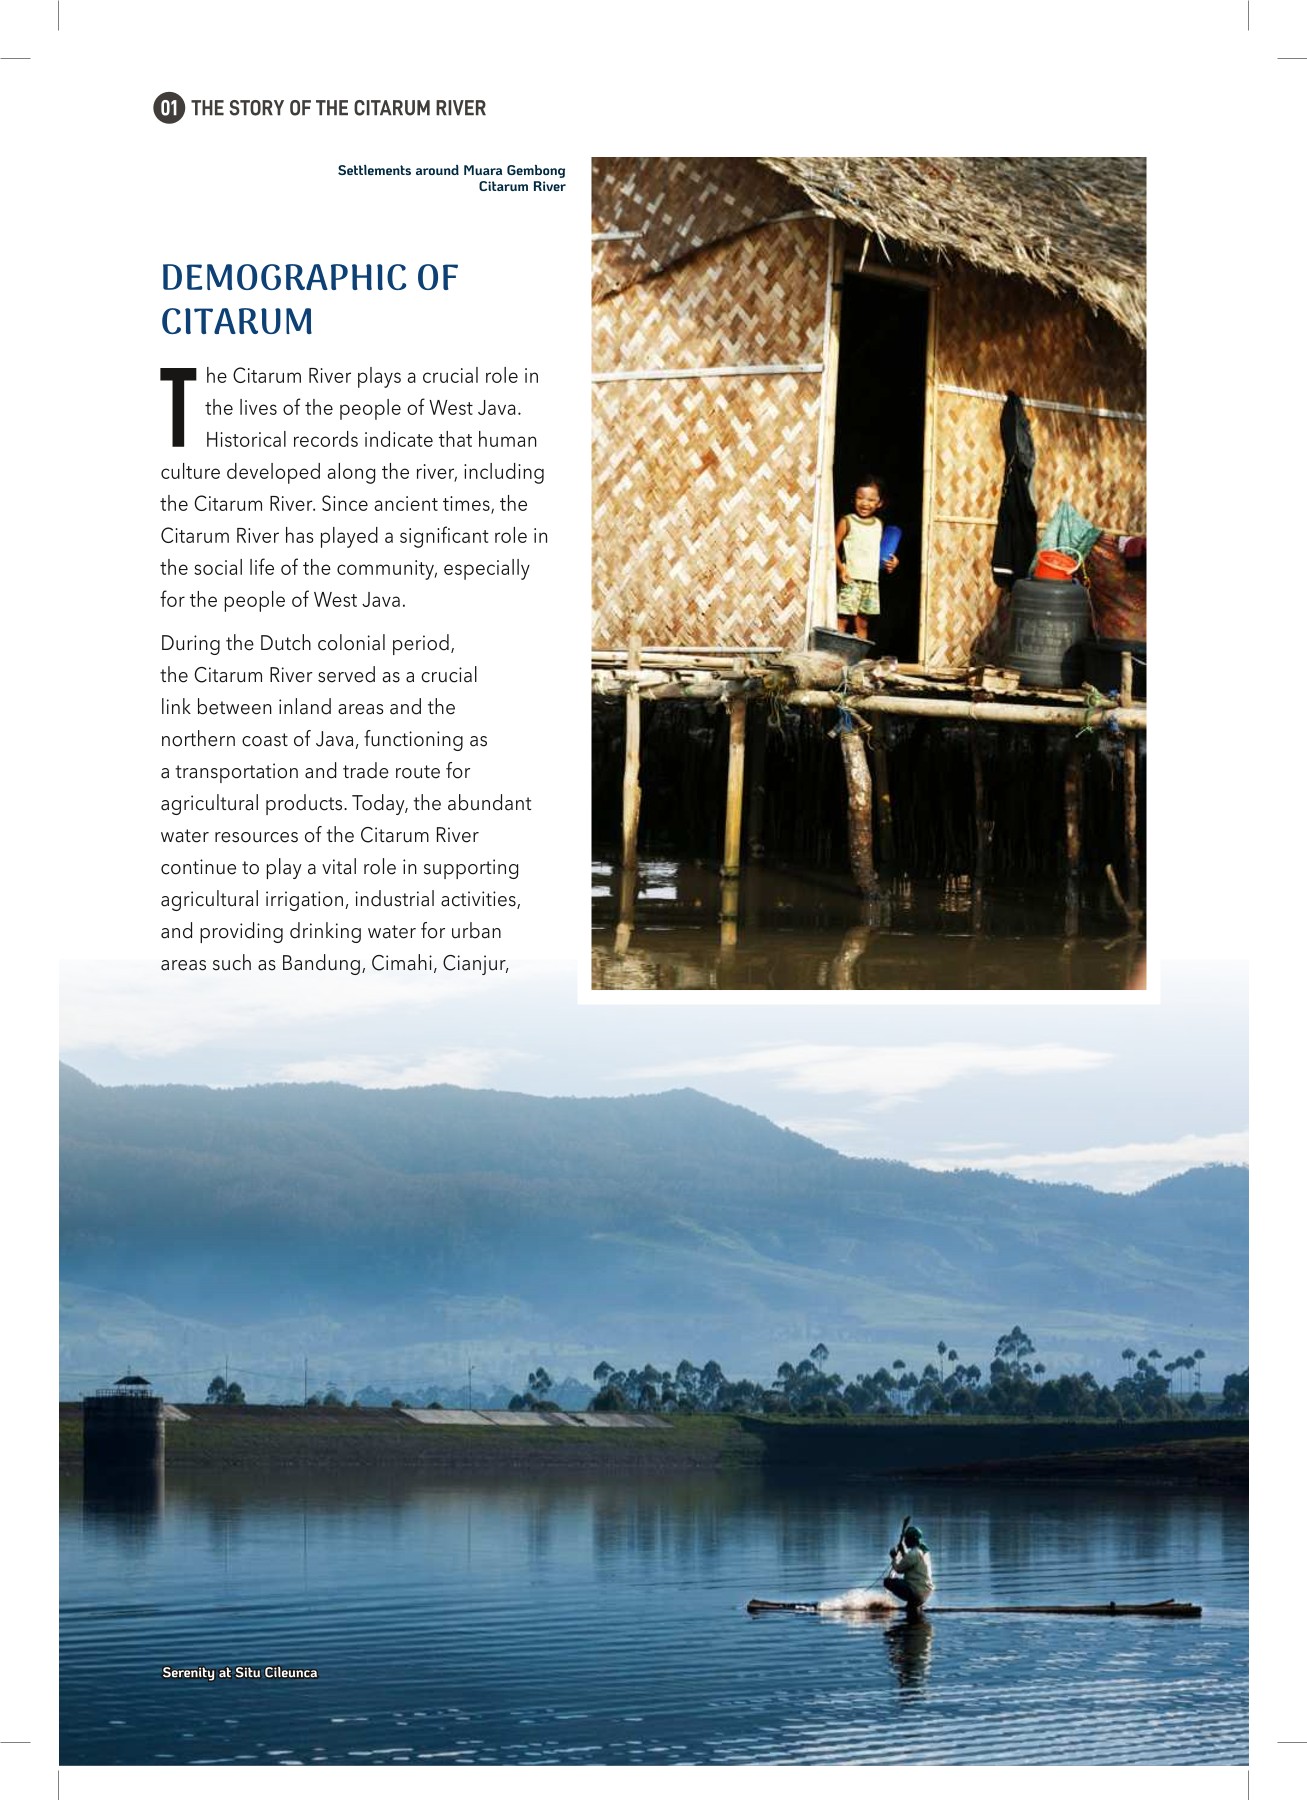 01 THE STORY OF THE CITARUM RIVER
Settlements around Muara Gembong
Citarum River
DEMOGRAPHIC OF
CITARUM
The Citarum River plays a crucial role in
the lives of the people of West Java.
Historical records indicate that human
culture developed along the river, including
the Citarum River. Since ancient times, the
Citarum River has played a significant role in
the social life of the community, especially
for the people of West Java.
During the Dutch colonial period,
the Citarum River served as a crucial
link between inland areas and the
northern coast of Java, functioning as
a transportation and trade route for
agricultural products. Today, the abundant
water resources of the Citarum River
continue to play a vital role in supporting
agricultural irrigation, industrial activities,
and providing drinking water for urban
areas such as Bandung, Cimahi, Cianjur,
Serenity at Situ Cileunca